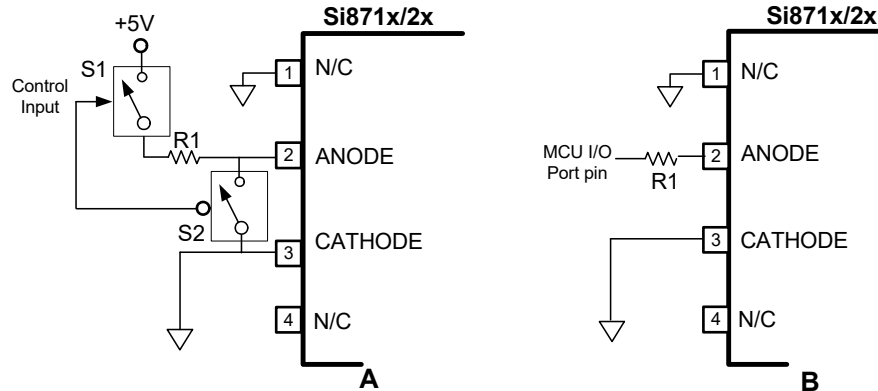 Si871x/2x
+5V
S1
Control
Input
R1
S2
1
N/C
2
ANODE
3
CATHODE
4
N/C
A
Si871x/2x
MCU I/O
Port pin
R1
1
N/C
2
ANODE
3
CATHODE
4
N/C
B